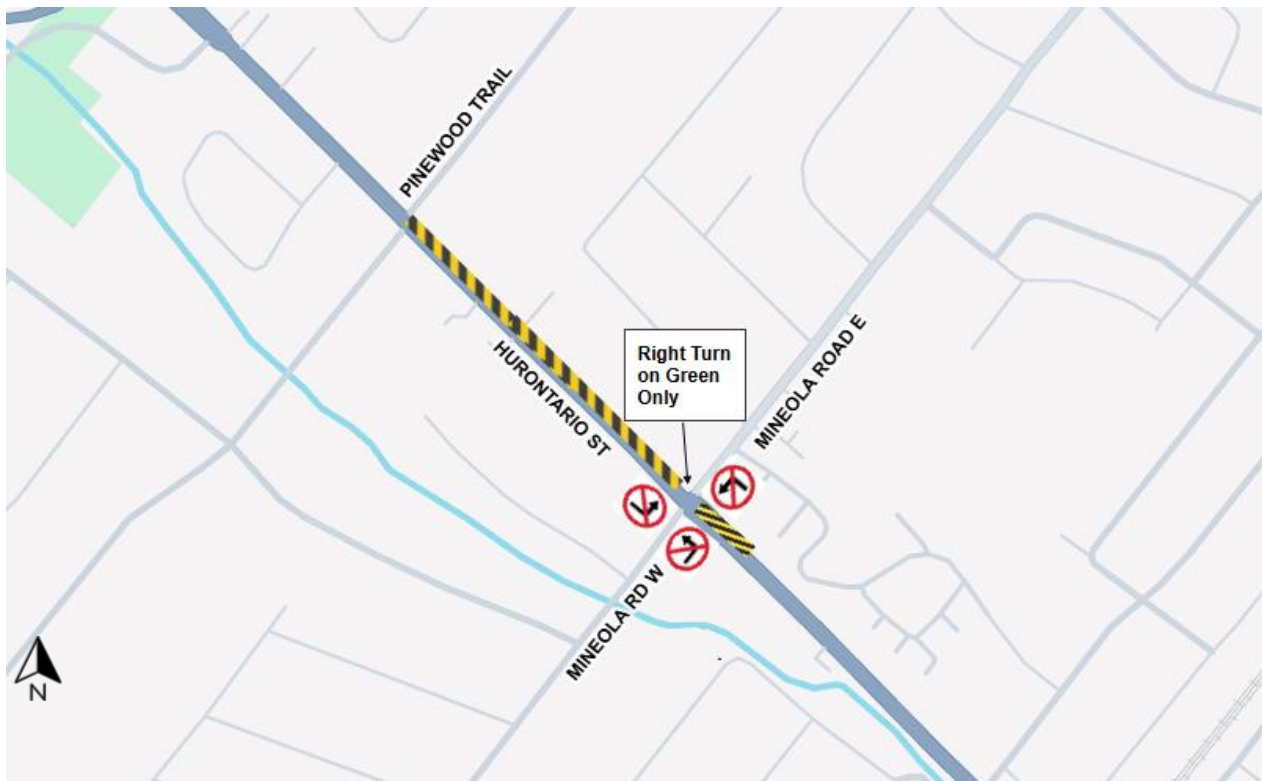 PINEWOOD TRAIL
HURONTARIO ST
Right Turn
on Green
Only
MINEOLA ROAD E
MINEOLA RD W
N